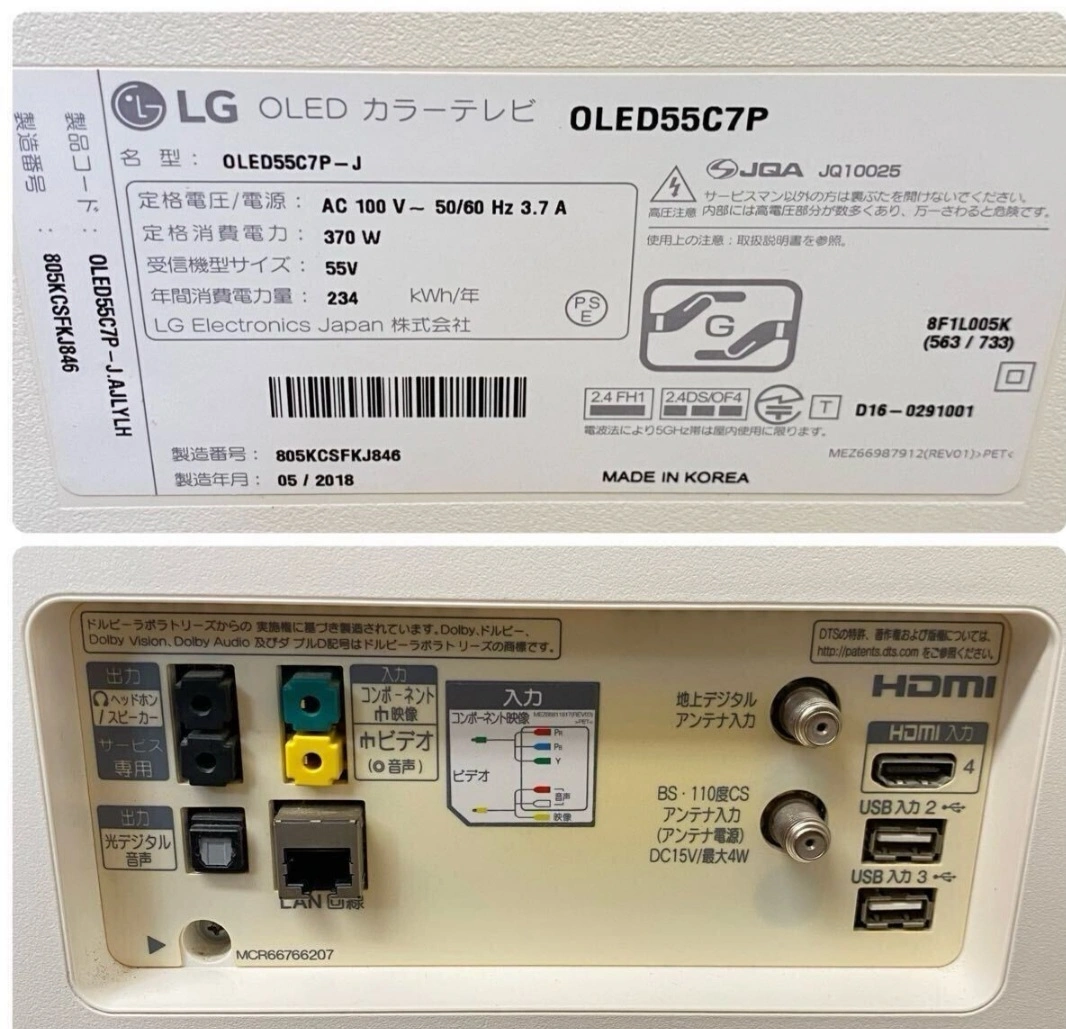 LG OLED カラーテレビ OLED55C7P
名 型 : OLED55C7P-J
定格電圧/電源 : AC 100 V~ 50/60 Hz 3.7 A
定格消費電力 : 370 W
受信機型サイズ : 55V
年間消費電力量 : 234 kWh/年
LG Electronics Japan 株式会社
PS
E
製造番号 : 805KCSFKJ846
製造年月 : 05 / 2018
製品コード : OLED55C7P-J.AJLYLH
製造番号 : 805KCSFKJ846
JQA JQ10025
サービスマン以外の方は裏ぶたを開けないでください。
高圧注意 内部には高電圧部分が数多くあり、万一さわると危険です。
使用上の注意 : 取扱説明書を参照。
G
8F1L005K
(563 / 733)
2.4 FH1 2.4DS/OF4 T D16-0291001
電波法により5GHz帯は屋内使用に限ります。
MEZ66987912(REV01)>PET<
MADE IN KOREA
ドルビーラボラトリーズからの 実施権に基づき製造されています。Dolby、ドルビー、
Dolby Vision、Dolby Audio 及びダ ブルD記号はドルビーラボラトリーズの商標です。
DTSの特許、著作権および版権については、
http://patents.dts.com をご参照ください。
出力
ヘッドホン
/スピーカー
サービス
専用
入力
コンポーネント
映像
ビデオ
(音声)
入力
コンポーネント映像
PR
PB
Y
ビデオ
音声
映像
地上デジタル
アンテナ入力
BS・110度CS
アンテナ入力
(アンテナ電源)
DC15V/最大4W
HDMI
HDMI 入力
4
USB 入力 2
USB 入力 3
出力
光デジタル
音声
LAN 回線
MCR66766207